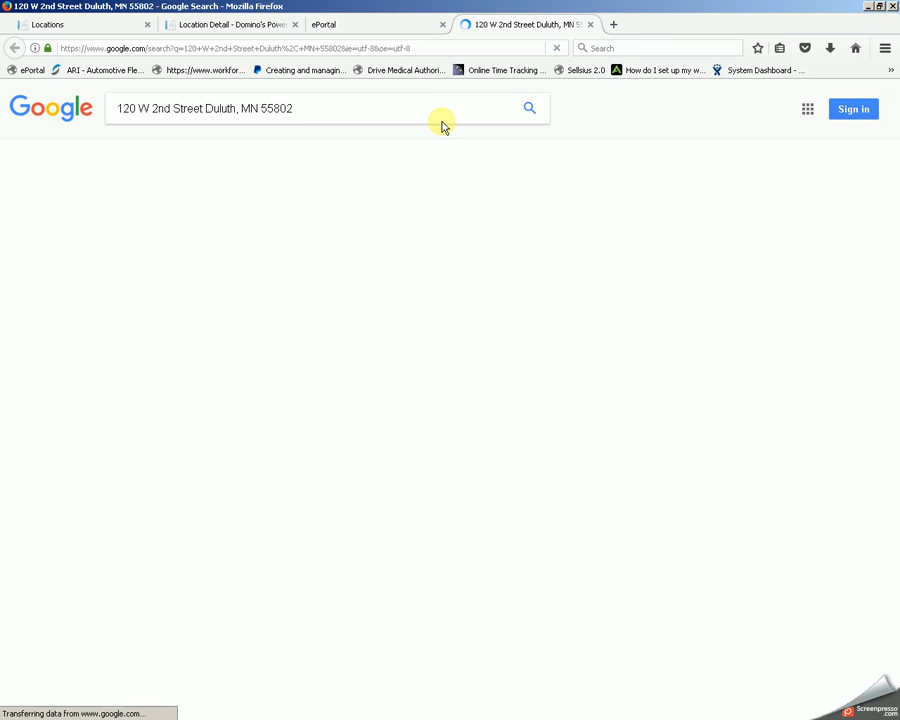 120 W 2nd Street Duluth, MN 55802 - Google Search - Mozilla Firefox
Locations
Location Detail - Domino's Power
ePortal
120 W 2nd Street Duluth, MN 5
https://www.google.com/search?q=120+W+2nd+Street+Duluth%2C+MN+55802&ie=utf-8&oe=utf-8
Search
ePortal
ARI - Automotive Fle...
https://www.workfor...
Creating and managin...
Drive Medical Authori...
Online Time Tracking ...
Sellsius 2.0
How do I set up my w...
System Dashboard - ...
Google
120 W 2nd Street Duluth, MN 55802
Sign in
Transferring data from www.google.com...
Screenpresso
.com